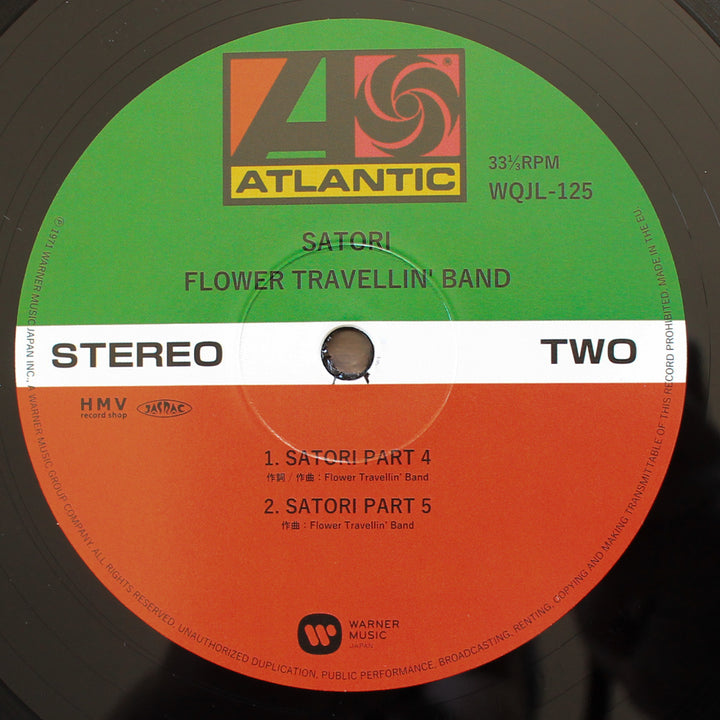 ATLANTIC
33⅓RPM
WQJL-125
SATORI
FLOWER TRAVELLIN' BAND
STEREO
TWO
HMV
record shop
JASRAC
1. SATORI PART 4
作詞 / 作曲：Flower Travellin' Band
2. SATORI PART 5
作曲：Flower Travellin' Band
WARNER
MUSIC
JAPAN
℗ 1971 WARNER MUSIC JAPAN INC., A WARNER MUSIC GROUP COMPANY. ALL RIGHTS RESERVED. UNAUTHORIZED DUPLICATION, PUBLIC PERFORMANCE, BROADCASTING, RENTING, COPYING AND MAKING TRANSMITTABLE OF THIS RECORD PROHIBITED. MADE IN THE EU